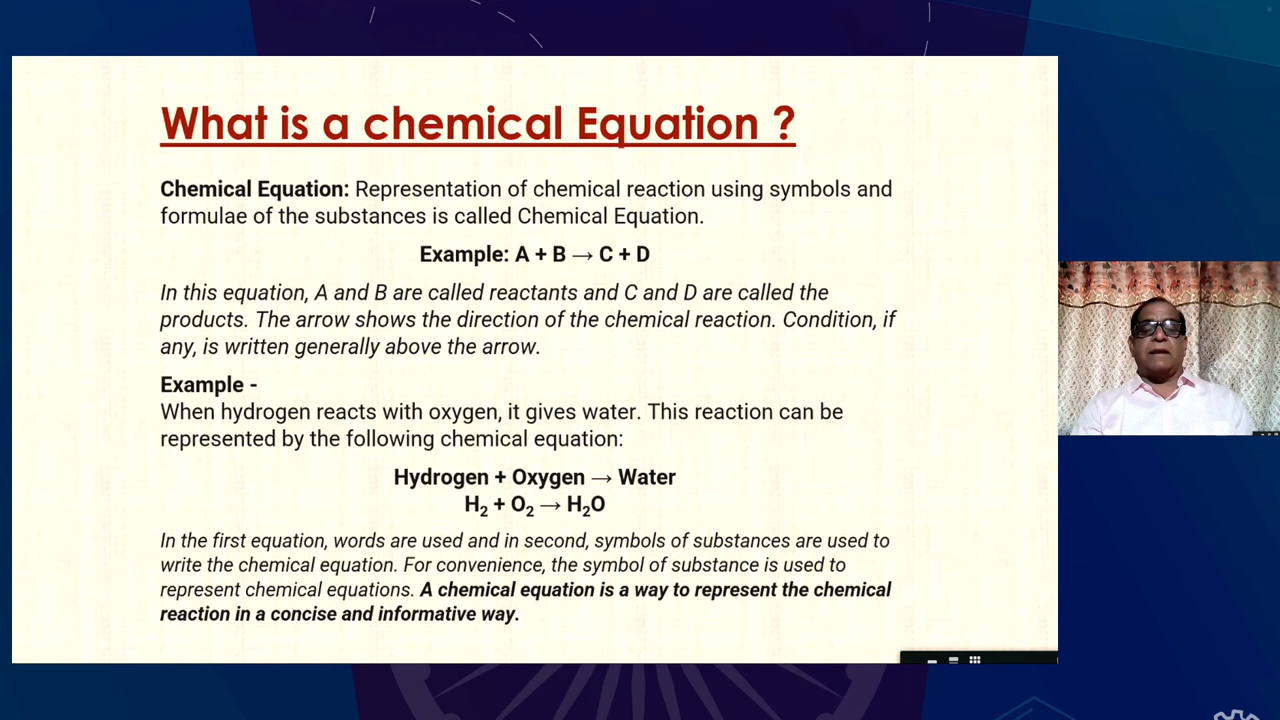 What is a chemical Equation ?
Chemical Equation: Representation of chemical reaction using symbols and
formulae of the substances is called Chemical Equation.
Example: A + B → C + D
In this equation, A and B are called reactants and C and D are called the
products. The arrow shows the direction of the chemical reaction. Condition, if
any, is written generally above the arrow.
Example -
When hydrogen reacts with oxygen, it gives water. This reaction can be
represented by the following chemical equation:
Hydrogen + Oxygen → Water
H₂ + O₂ → H₂O
In the first equation, words are used and in second, symbols of substances are used to
write the chemical equation. For convenience, the symbol of substance is used to
represent chemical equations. A chemical equation is a way to represent the chemical
reaction in a concise and informative way.